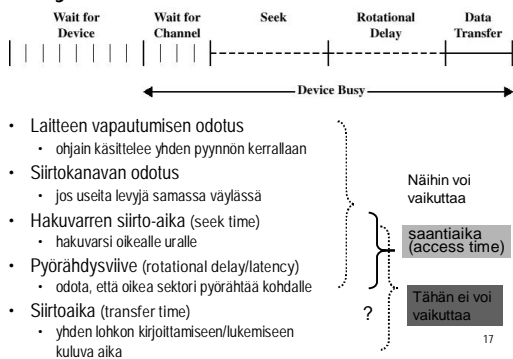 Wait for Device
Wait for Channel
Seek
Rotational Delay
Data Transfer
Device Busy
• Laitteen vapautumisen odotus
• ohjain käsittelee yhden pyynnön kerrallaan
• Siirtokanavan odotus
• jos useita levyjä samassa väylässä
• Hakuvarren siirto-aika (seek time)
• hakuvarsi oikealle uralle
• Pyörähdysviive (rotational delay/latency)
• odota, että oikea sektori pyörähtää kohdalle
• Siirtoaika (transfer time)
• yhden lohkon kirjoittamiseen/lukemiseen
kuluva aika
Näihin voi
vaikuttaa
saantiaika
(access time)
?
Tähän ei voi
vaikuttaa
17